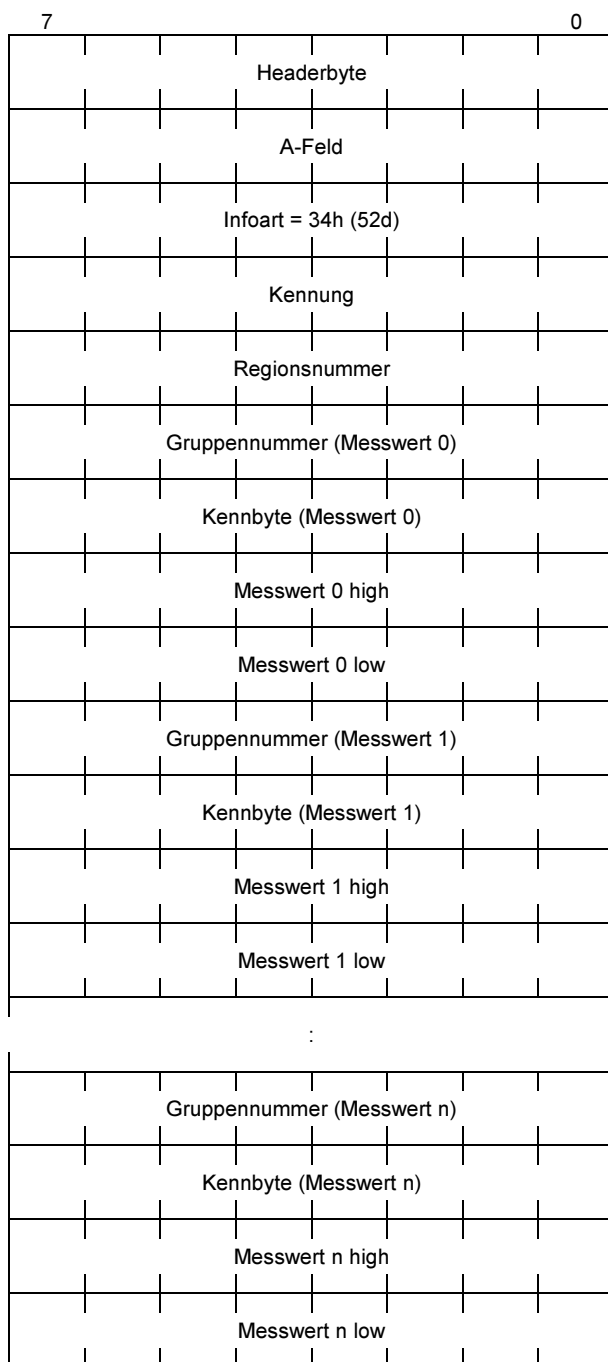 7 0
Headerbyte
A-Feld
Infoart = 34h (52d)
Kennung
Regionsnummer
Gruppennummer (Messwert 0)
Kennbyte (Messwert 0)
Messwert 0 high
Messwert 0 low
Gruppennummer (Messwert 1)
Kennbyte (Messwert 1)
Messwert 1 high
Messwert 1 low
:
Gruppennummer (Messwert n)
Kennbyte (Messwert n)
Messwert n high
Messwert n low